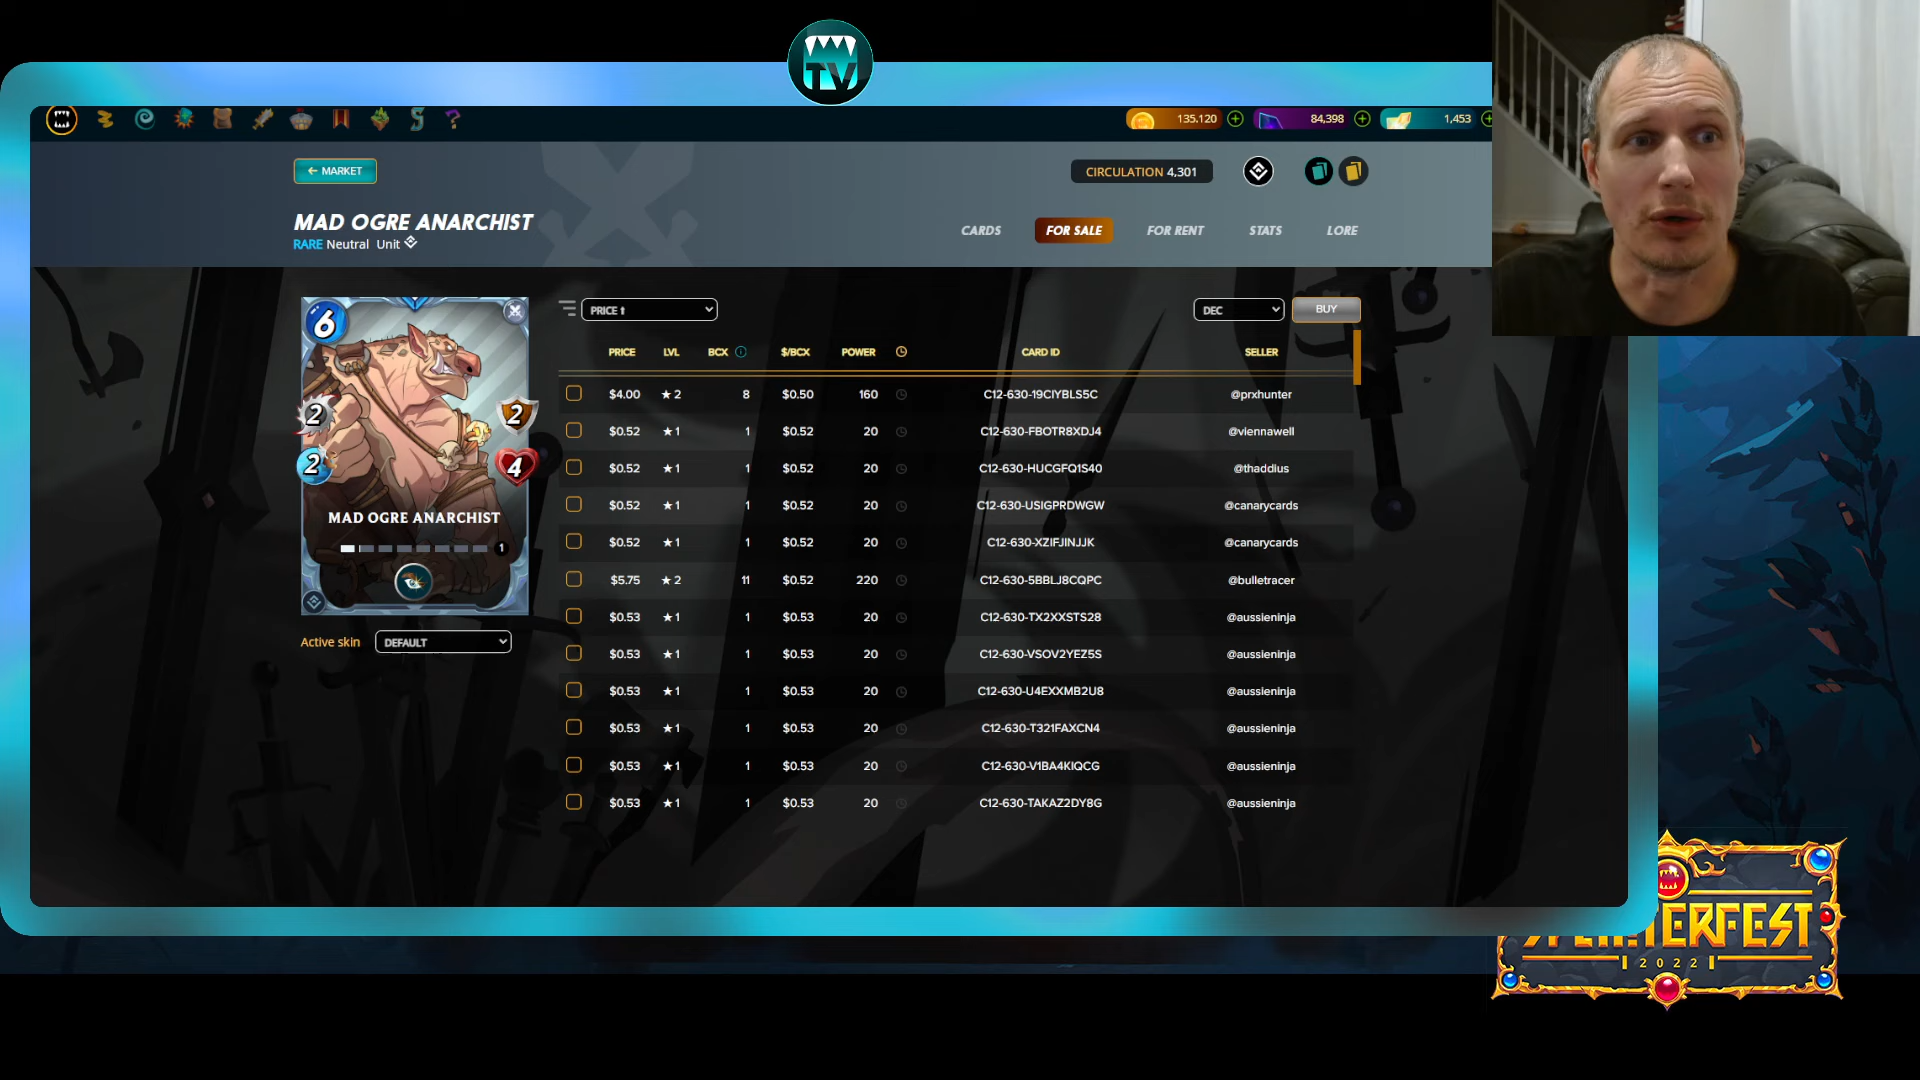 TV
135.120
84,398
1,453
MARKET
CIRCULATION 4,301
MAD OGRE ANARCHIST
RARE Neutral Unit
CARDS FOR SALE FOR RENT STATS LORE
PRICE
DEC BUY
PRICE LVL BCX $/BCX POWER CARD ID SELLER
$4.00 ★ 2 8 $0.50 160 C12-630-19CIYBLS5C @prxhunter
$0.52 ★ 1 1 $0.52 20 C12-630-FBOTR8XDJ4 @viennawell
$0.52 ★ 1 1 $0.52 20 C12-630-HUCGFQ1S40 @thaddius
$0.52 ★ 1 1 $0.52 20 C12-630-USIGPRDWGW @canarycards
$0.52 ★ 1 1 $0.52 20 C12-630-XZIFJINJJK @canarycards
$5.75 ★ 2 11 $0.52 220 C12-630-5BBLJ8CQPC @bulletracer
$0.53 ★ 1 1 $0.53 20 C12-630-TX2XXSTS28 @aussieninja
$0.53 ★ 1 1 $0.53 20 C12-630-VSOV2YEZ5S @aussieninja
$0.53 ★ 1 1 $0.53 20 C12-630-U4EXXMB2U8 @aussieninja
$0.53 ★ 1 1 $0.53 20 C12-630-T321FAXCN4 @aussieninja
$0.53 ★ 1 1 $0.53 20 C12-630-V1BA4KIQCG @aussieninja
$0.53 ★ 1 1 $0.53 20 C12-630-TAKAZ2DY8G @aussieninja
6
2
2
2
4
MAD OGRE ANARCHIST
1
Active skin DEFAULT
2022